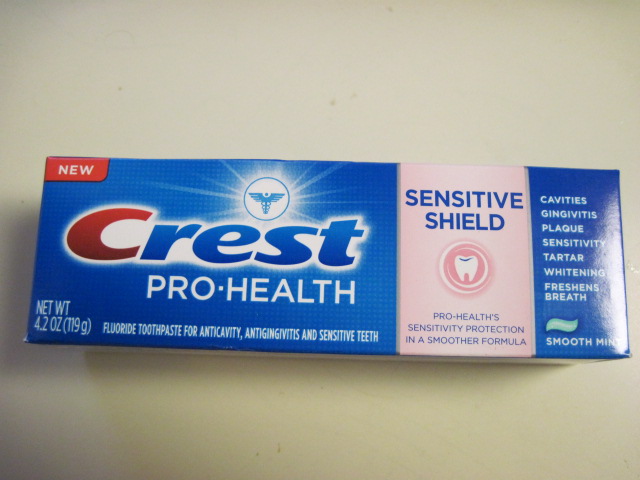 NEW
Crest
PRO·HEALTH
NET WT
4.2 OZ (119g)
FLUORIDE TOOTHPASTE FOR ANTICAVITY, ANTIGINGIVITIS AND SENSITIVE TEETH
SENSITIVE
SHIELD
PRO-HEALTH'S
SENSITIVITY PROTECTION
IN A SMOOTHER FORMULA
CAVITIES
GINGIVITIS
PLAQUE
SENSITIVITY
TARTAR
WHITENING
FRESHENS
BREATH
SMOOTH MINT